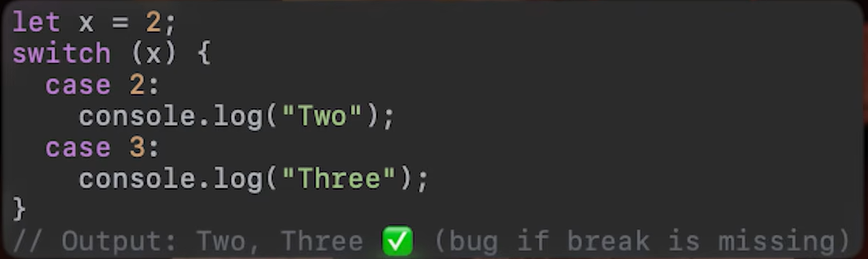 let x = 2;
switch (x) {
  case 2:
    console.log("Two");
  case 3:
    console.log("Three");
}
// Output: Two, Three ✅ (bug if break is missing)